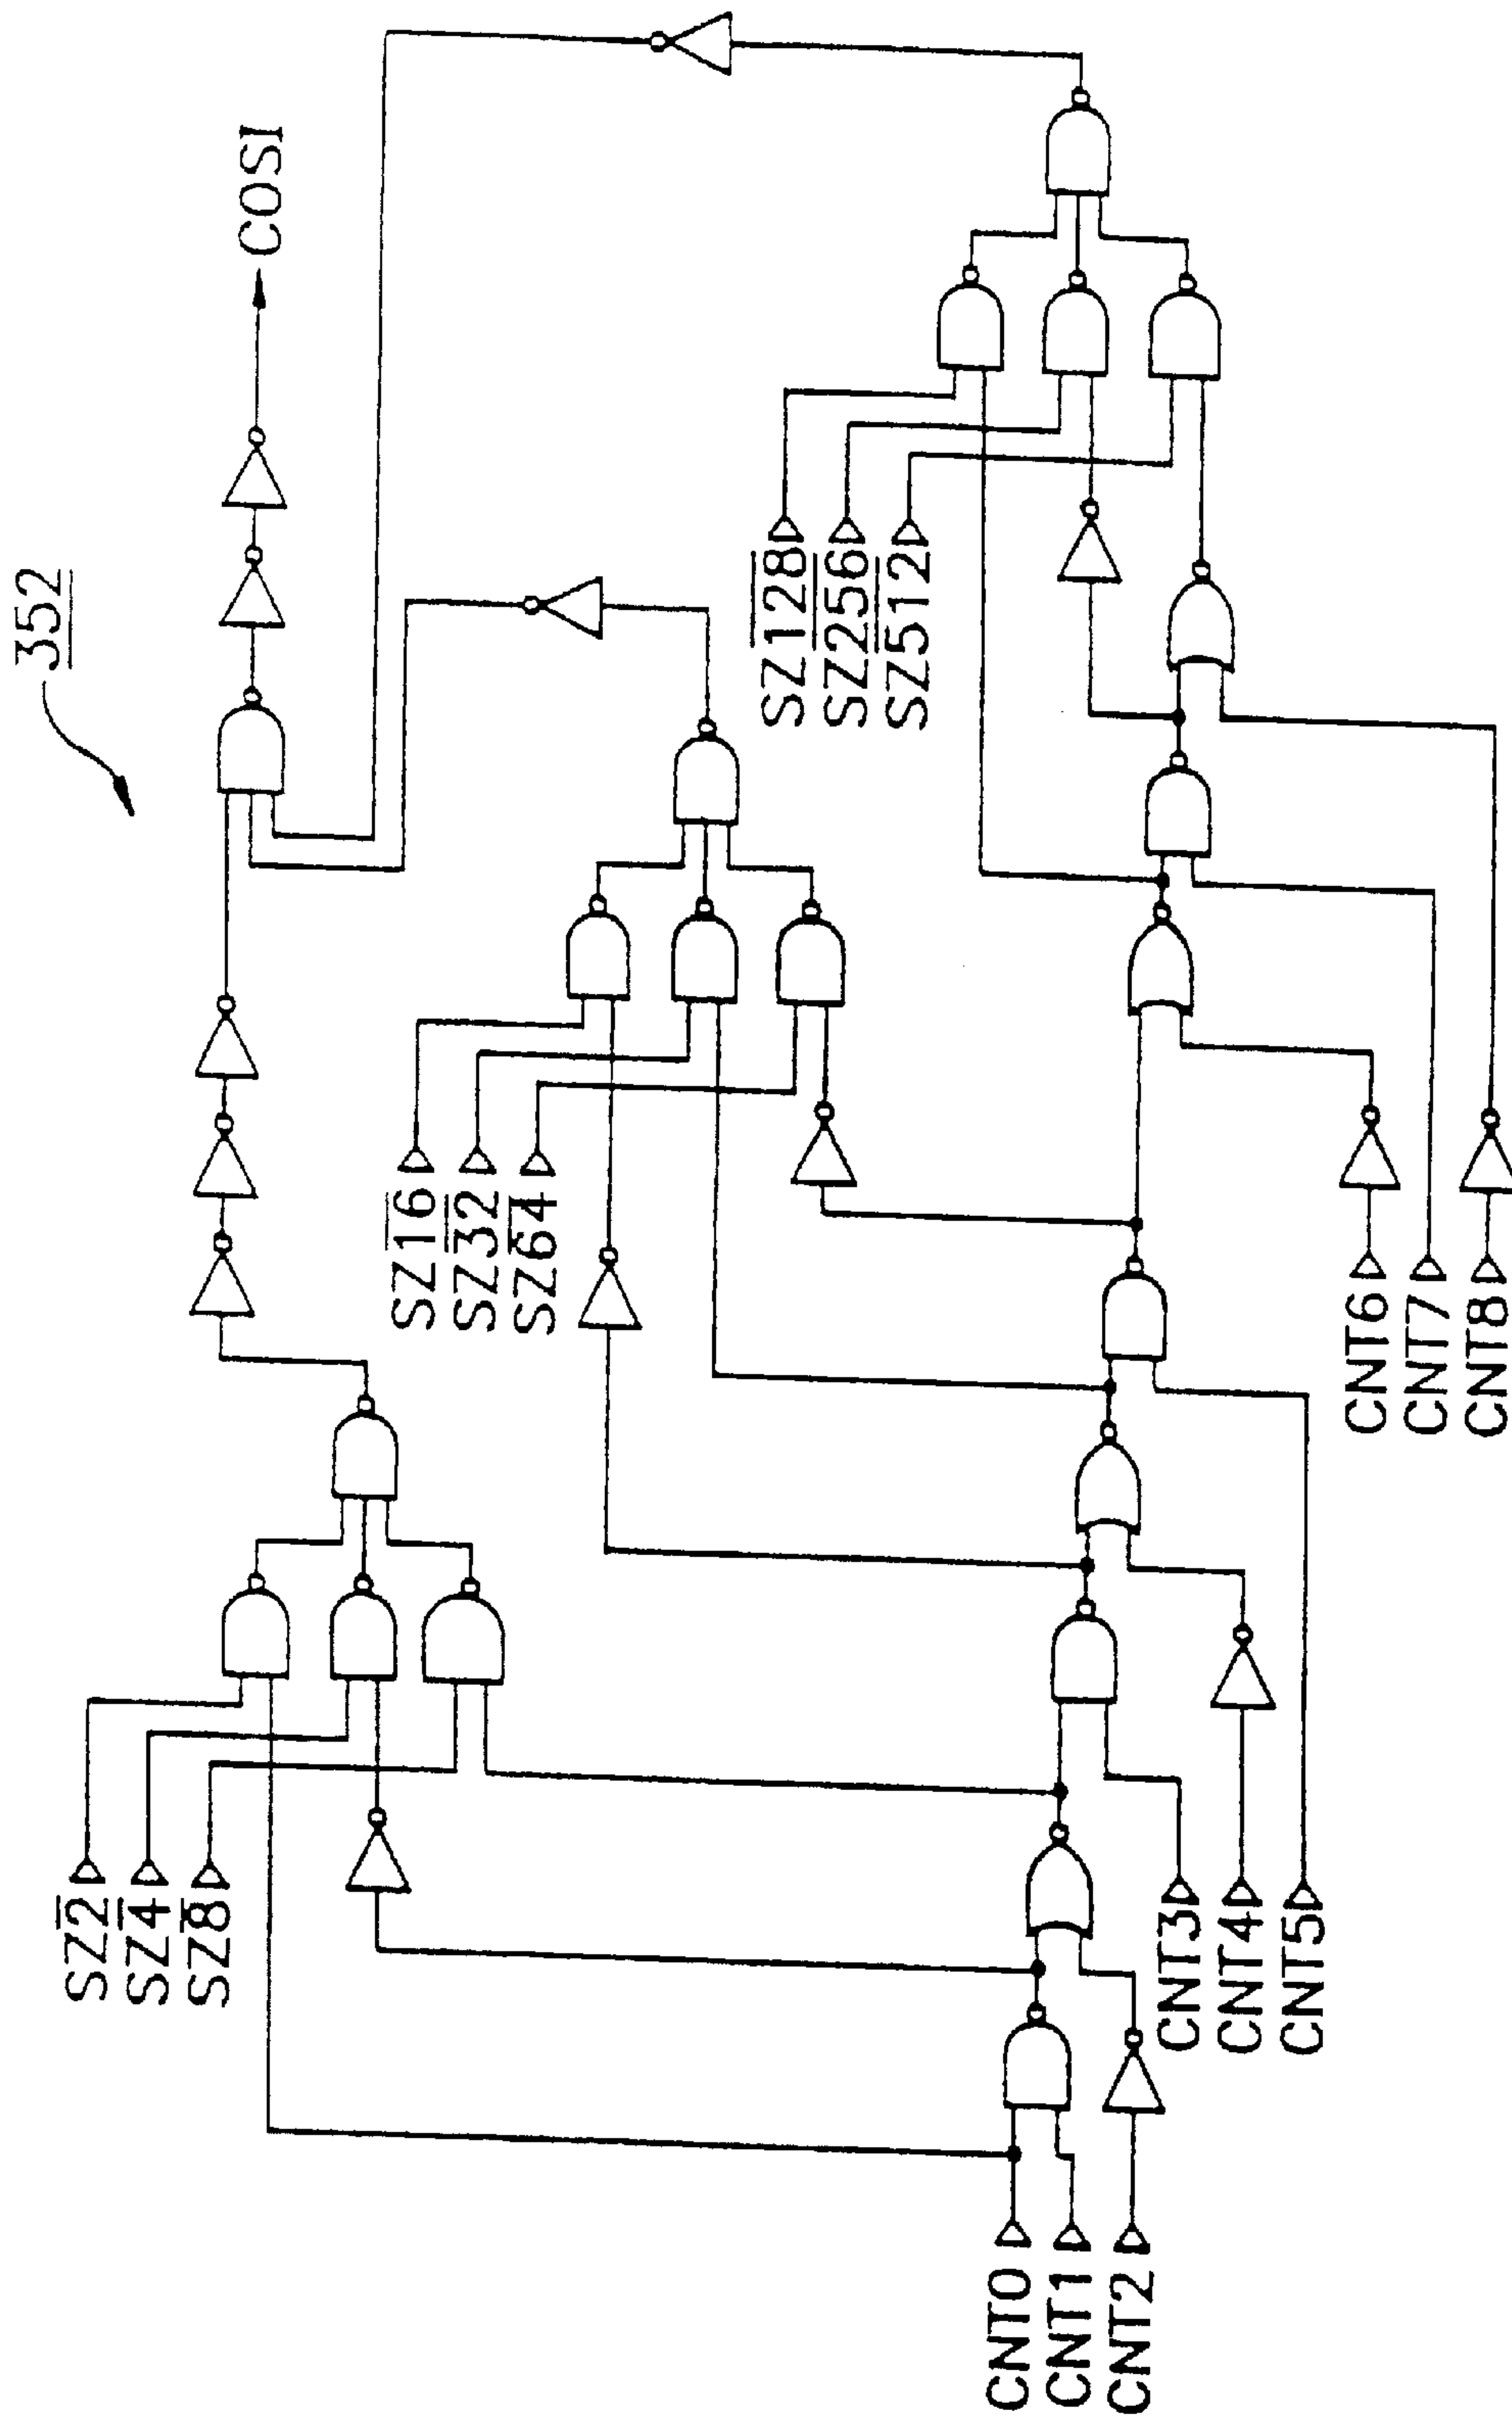 352
COSI
SZ2
SZ4
SZ8
SZ16
SZ32
SZ64
SZ128
SZ256
SZ512
CNT0
CNT1
CNT2
CNT3
CNT4
CNT5
CNT6
CNT7
CNT8